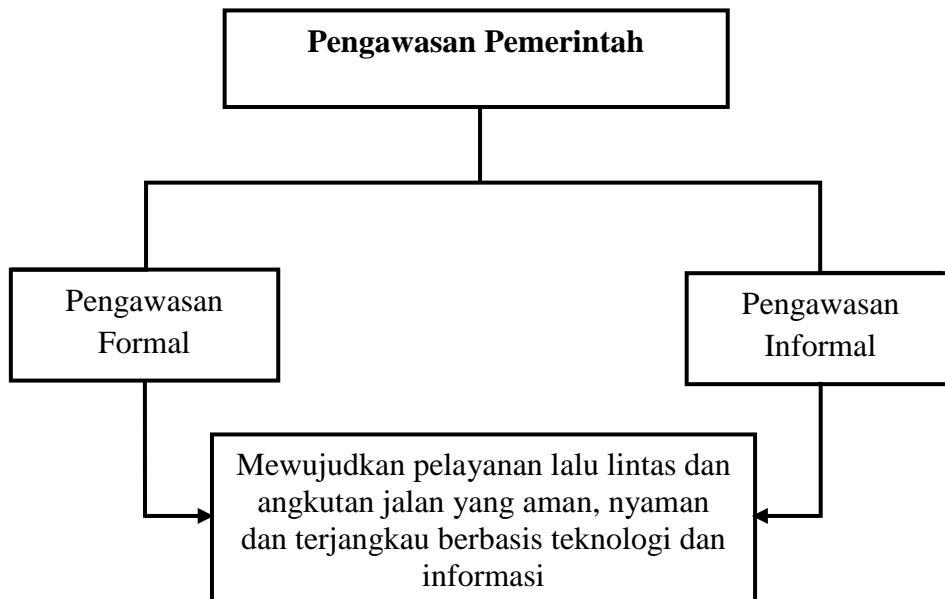 Pengawasan Pemerintah
Pengawasan
Formal
Pengawasan
Informal
Mewujudkan pelayanan lalu lintas dan
angkutan jalan yang aman, nyaman
dan terjangkau berbasis teknologi dan
informasi